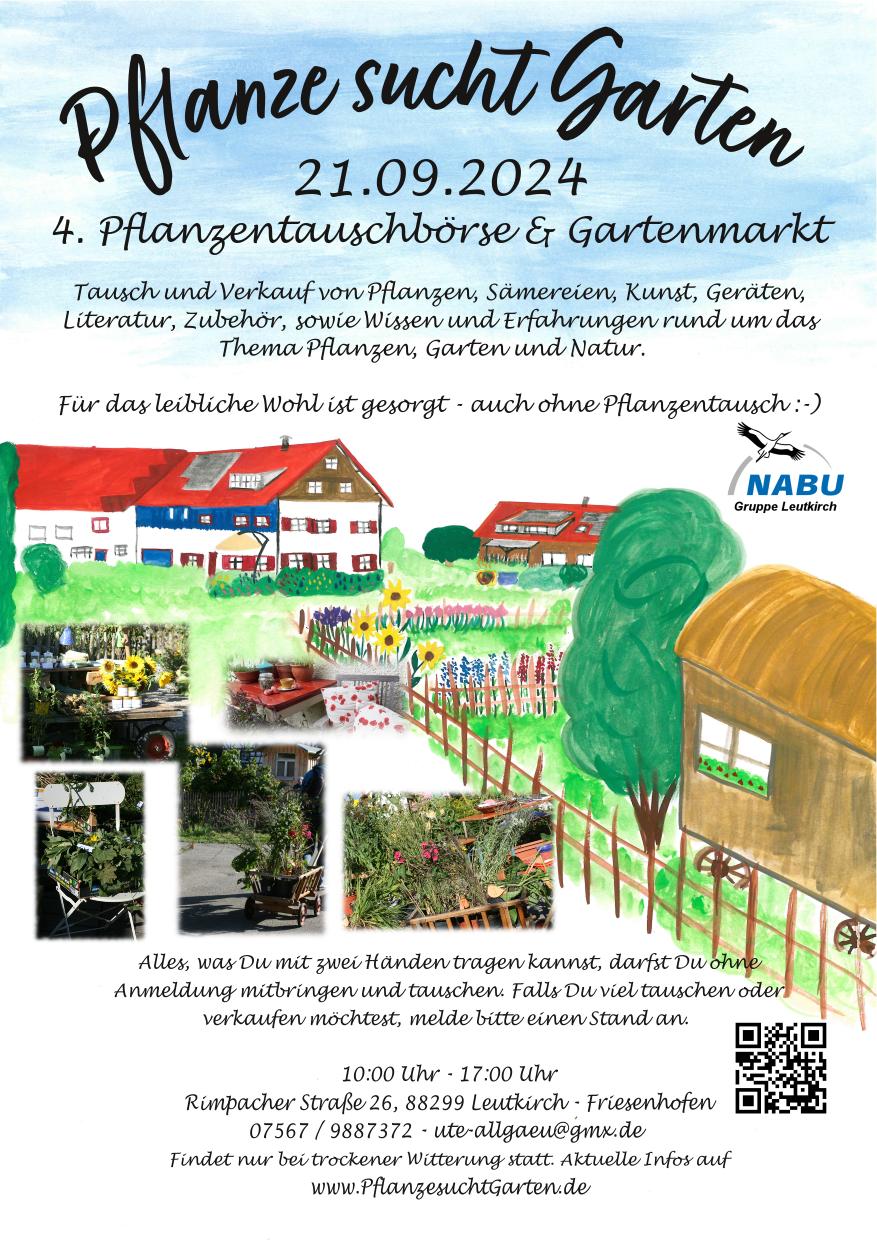 Pflanze sucht Garten
21.09.2024
4. Pflanzentauschbörse & Gartenmarkt
Tausch und Verkauf von Pflanzen, Sämereien, Kunst, Geräten,
Literatur, Zubehör, sowie Wissen und Erfahrungen rund um das
Thema Pflanzen, Garten und Natur.
Für das leibliche Wohl ist gesorgt - auch ohne Pflanzentausch :-)
NABU
Gruppe Leutkirch
Alles, was Du mit zwei Händen tragen kannst, darfst Du ohne
Anmeldung mitbringen und tauschen. Falls Du viel tauschen oder
verkaufen möchtest, melde bitte einen Stand an.
10:00 Uhr - 17:00 Uhr
Rimpacher Straße 26, 88299 Leutkirch - Friesenhofen
07567 / 9887372 - ute-allgaeu@gmx.de
Findet nur bei trockener Witterung statt. Aktuelle Infos auf
www.PflanzesuchtGarten.de